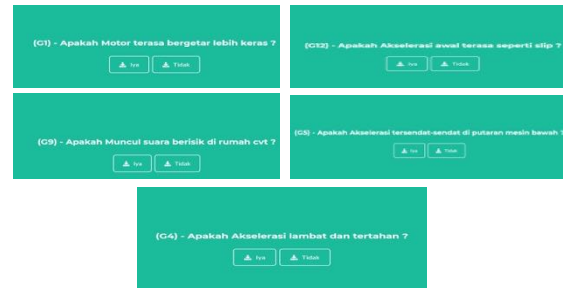 (G1) - Apakah Motor terasa bergetar lebih keras ?
Iya Tidak
(G12) - Apakah Akselerasi awal terasa seperti slip ?
Iya Tidak
(G9) - Apakah Muncul suara berisik di rumah cvt ?
Iya Tidak
(G5) - Apakah Akselerasi tersendat-sendat di putaran mesin bawah ?
Iya Tidak
(G4) - Apakah Akselerasi lambat dan tertahan ?
Iya Tidak